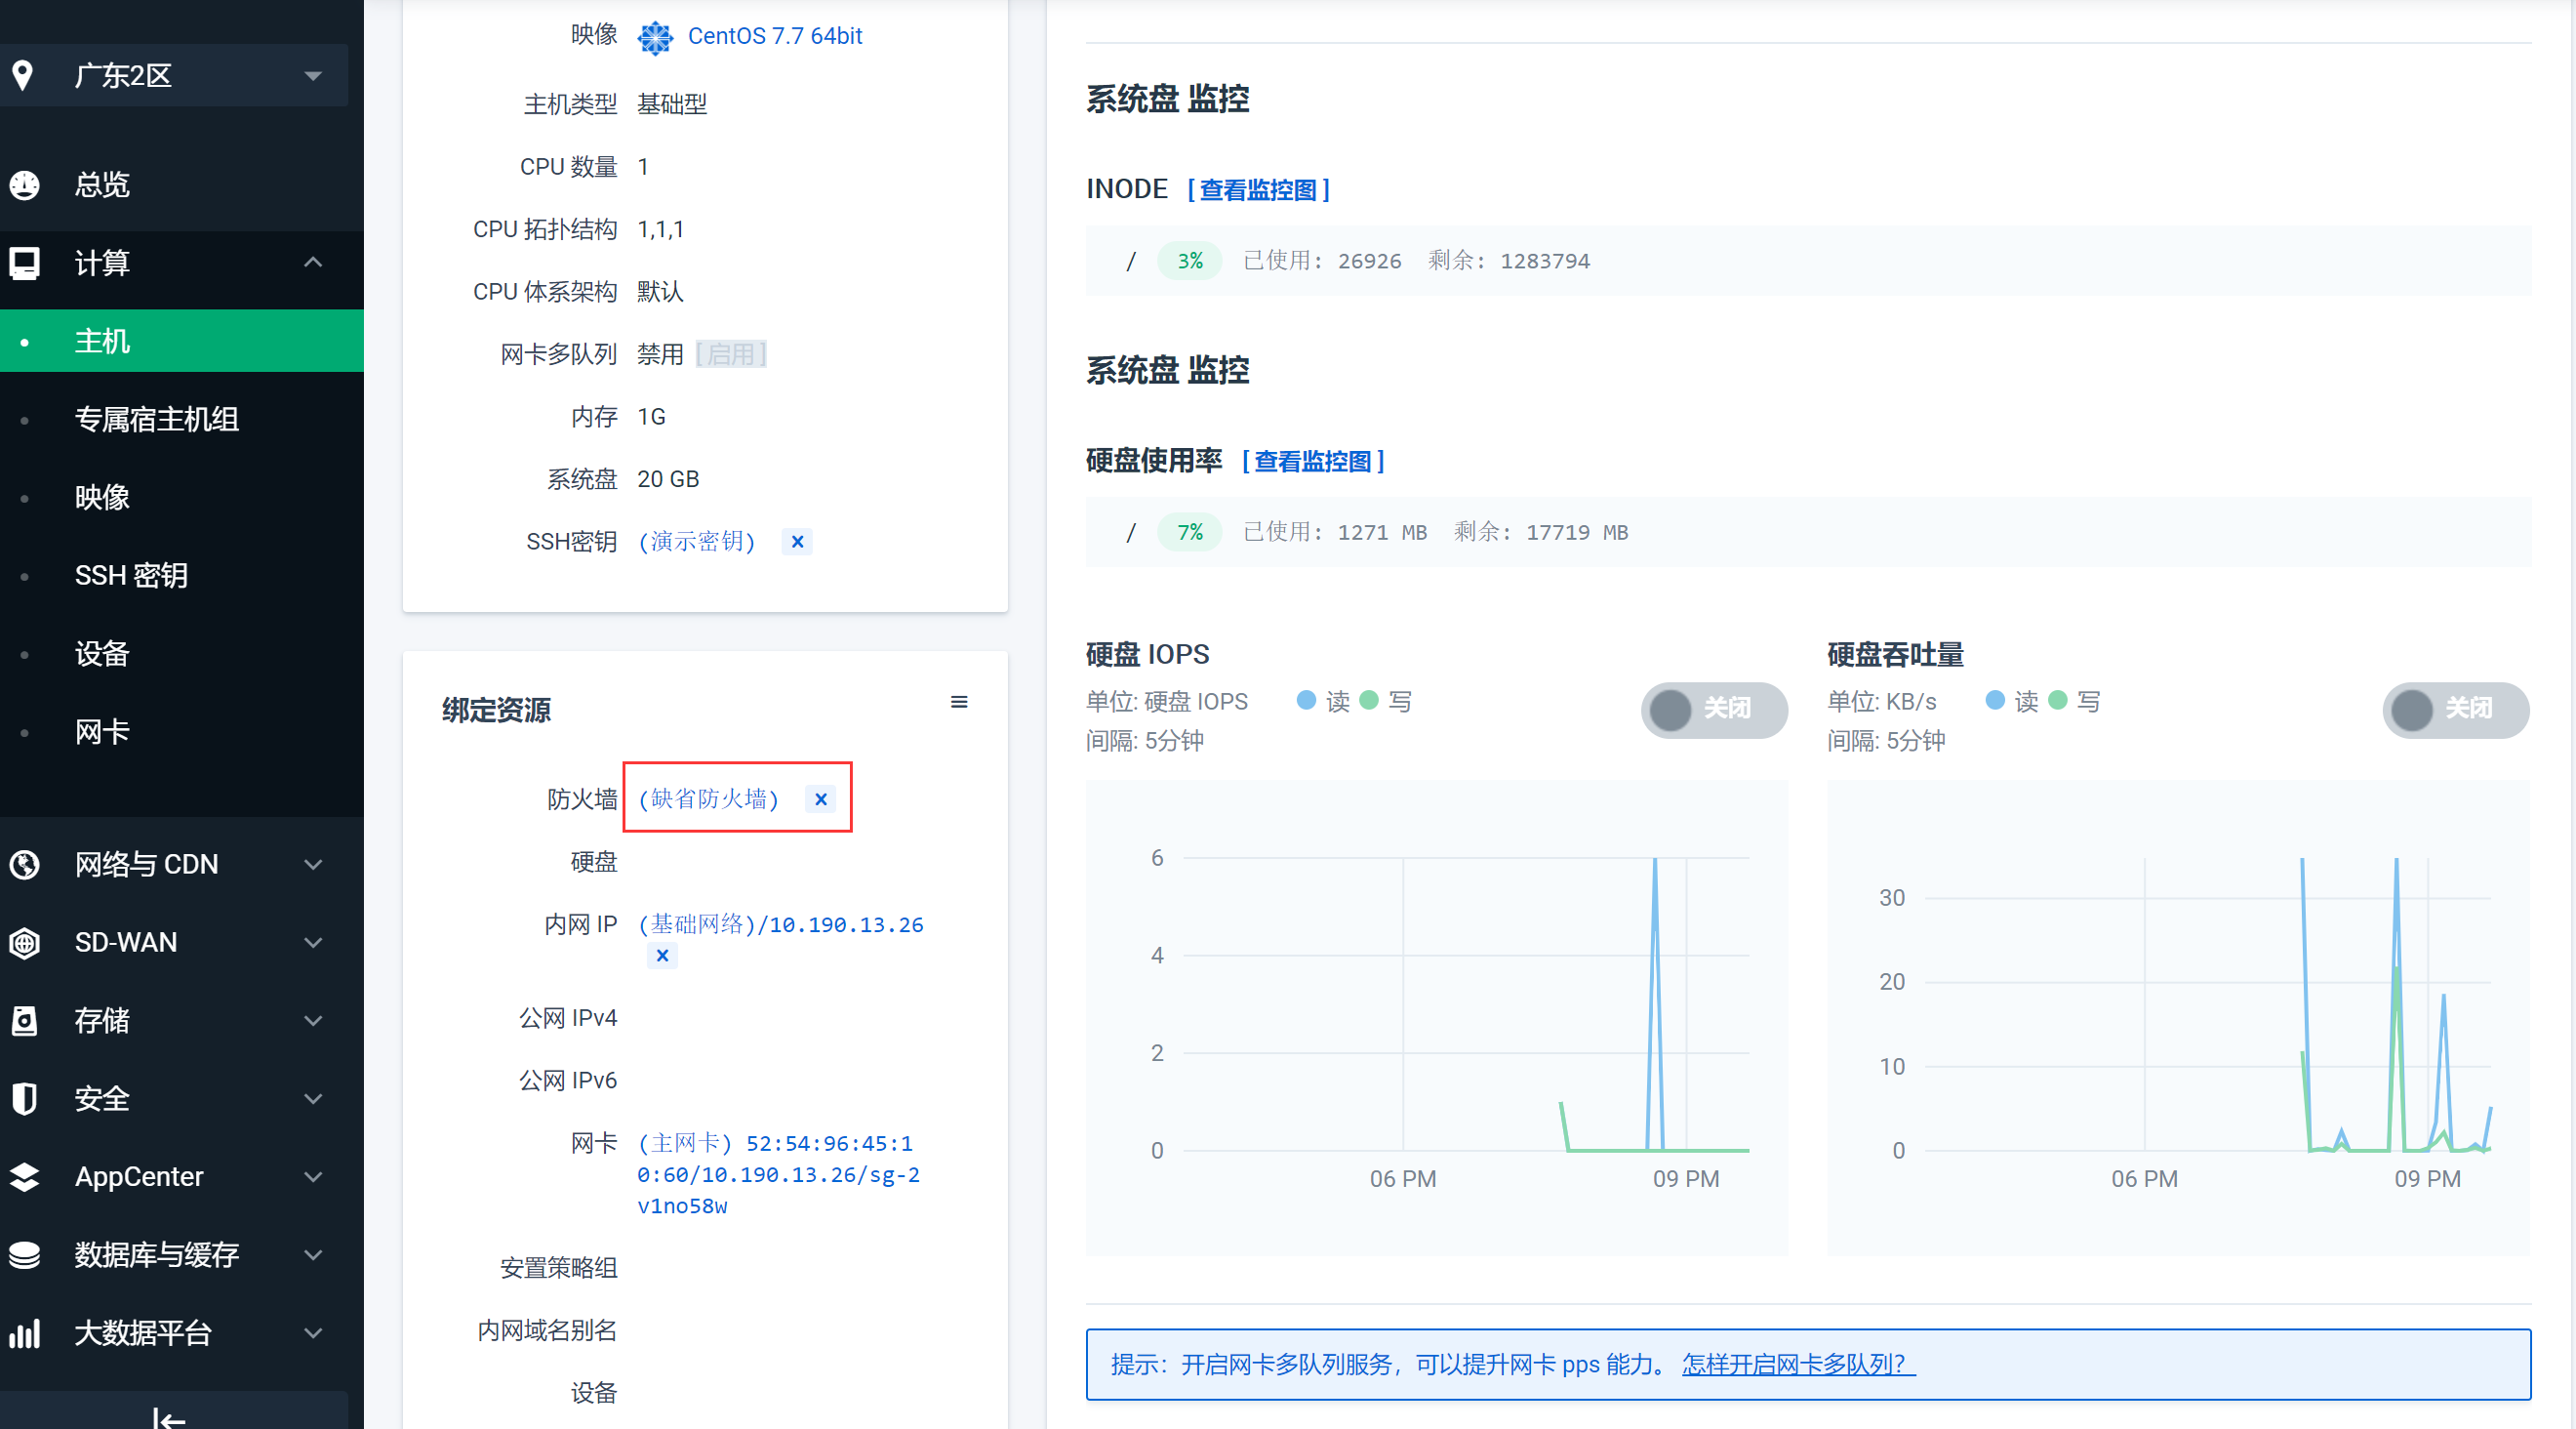 广东2区
总览
计算
主机
专属宿主机组
映像
SSH 密钥
设备
网卡
网络与 CDN
SD-WAN
存储
安全
AppCenter
数据库与缓存
大数据平台
映像 CentOS 7.7 64bit
主机类型 基础型
CPU 数量 1
CPU 拓扑结构 1,1,1
CPU 体系架构 默认
网卡多队列 禁用 [启用]
内存 1G
系统盘 20 GB
SSH密钥 (演示密钥) x
绑定资源
防火墙 (缺省防火墙) x
硬盘
内网 IP (基础网络)/10.190.13.26
x
公网 IPv4
公网 IPv6
网卡 (主网卡) 52:54:96:45:1
0:60/10.190.13.26/sg-2
v1no58w
安置策略组
内网域名别名
设备
系统盘 监控
INODE [ 查看监控图 ]
/ 3% 已使用: 26926 剩余: 1283794
系统盘 监控
硬盘使用率 [ 查看监控图 ]
/ 7% 已使用: 1271 MB 剩余: 17719 MB
硬盘 IOPS
单位: 硬盘 IOPS 读 写 关闭
间隔: 5分钟
6
4
2
0
06 PM 09 PM
硬盘吞吐量
单位: KB/s 读 写 关闭
间隔: 5分钟
30
20
10
0
06 PM 09 PM
提示：开启网卡多队列服务，可以提升网卡 pps 能力。 怎样开启网卡多队列？